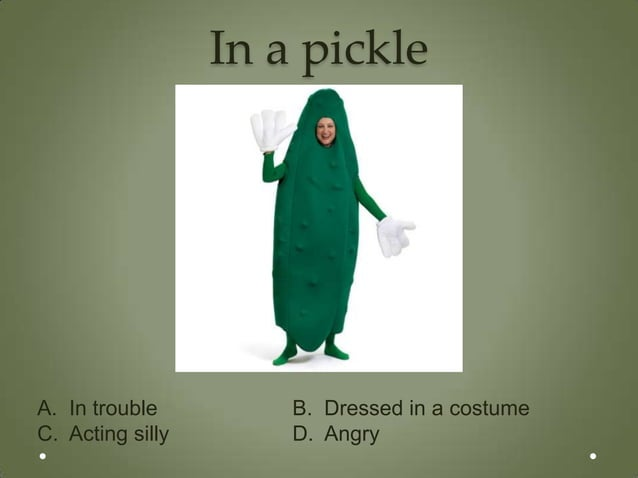 In a pickle
A. In trouble B. Dressed in a costume
C. Acting silly D. Angry